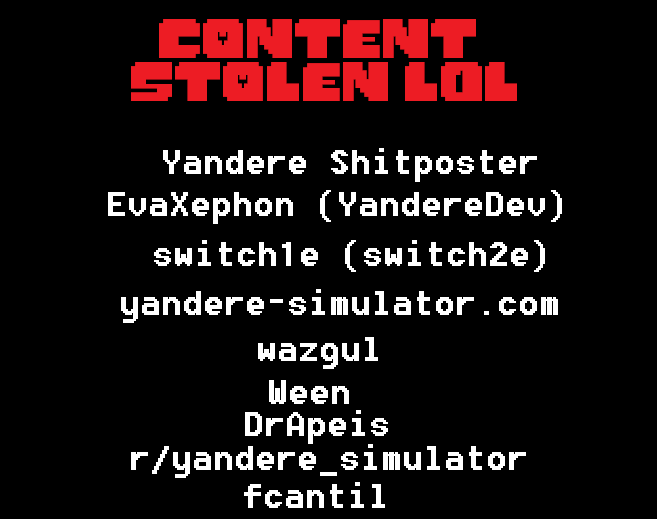 CONTENT
STOLEN LOL
Yandere Shitposter
EvaXephon (YandereDev)
switch1e (switch2e)
yandere-simulator.com
wazgul
Ween
DrApeis
r/yandere_simulator
fcantil